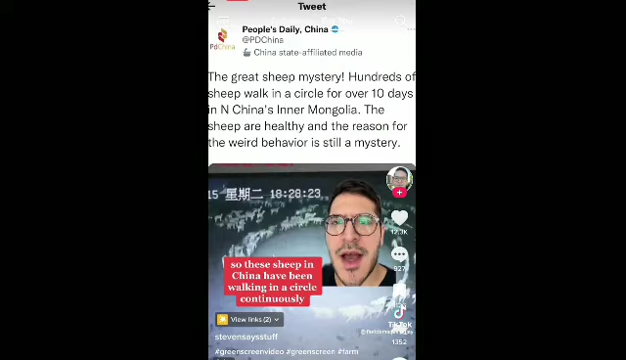 Tweet
People's Daily, China
@PDChina
PdChina
China state-affiliated media
The great sheep mystery! Hundreds of
sheep walk in a circle for over 10 days
in N China's Inner Mongolia. The
sheep are healthy and the reason for
the weird behavior is still a mystery.
15 星期二 18:28:23
so these sheep in
China have been
walking in a circle
continuously
927
View links (2)
TikTok
1352
stevensaysstuff
#greenscreenvideo #greenscreen #farm